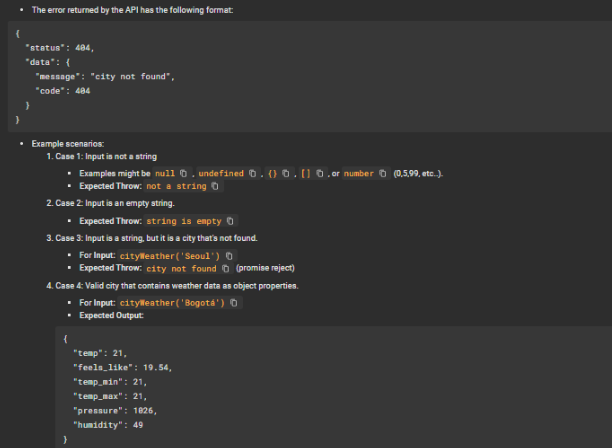 The error returned by the API has the following format:
{
"status": 404,
"data": {
"message": "city not found",
"code": 404
}
}
Example scenarios:
1. Case 1: Input is not a string
Examples might be null , undefined , {} , [] , or number (0,5,99, etc..).
Expected Throw: not a string
2. Case 2: Input is an empty string.
Expected Throw: string is empty
3. Case 3: Input is a string, but it is a city that's not found.
For Input: cityWeather('Seoul')
Expected Throw: city not found (promise reject)
4. Case 4: Valid city that contains weather data as object properties.
For Input: cityWeather('Bogotá')
Expected Output:
{
"temp": 21,
"feels_like": 19.54,
"temp_min": 21,
"temp_max": 21,
"pressure": 1026,
"humidity": 49
}